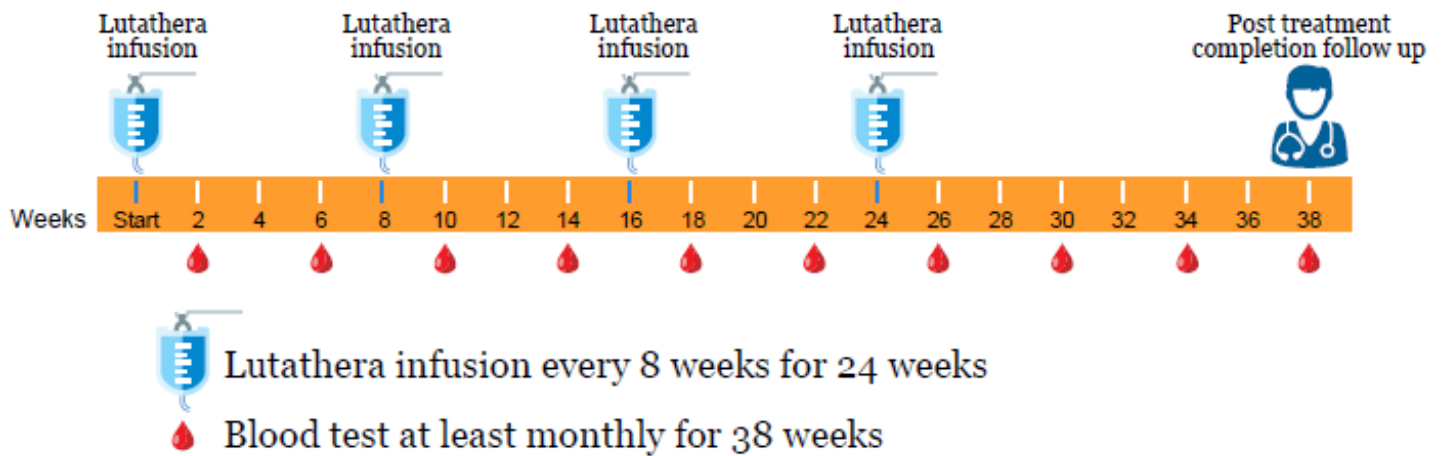 Lutathera
infusion
Lutathera
infusion
Lutathera
infusion
Lutathera
infusion
Post treatment
completion follow up
Weeks Start 2 4 6 8 10 12 14 16 18 20 22 24 26 28 30 32 34 36 38
Lutathera infusion every 8 weeks for 24 weeks
Blood test at least monthly for 38 weeks